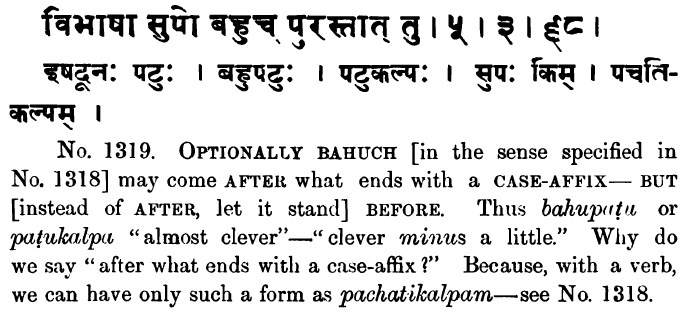 विभाषा सुपो बहुच् पुरस्तात् तु । ५ । ३ । ६८ ।
इषदूनः पटुः । बहुपटुः । पटुकल्पः । सुपः किम् । पचति-
कल्पम् ।
No. 1319. OPTIONALLY BAHUCH [in the sense specified in
No. 1318] may come AFTER what ends with a CASE-AFFIX— BUT
[instead of AFTER, let it stand] BEFORE. Thus bahupaṭu or
paṭukalpa “almost clever”—“clever minus a little.” Why do
we say “after what ends with a case-affix?” Because, with a verb,
we can have only such a form as pachatikalpam—see No. 1318.